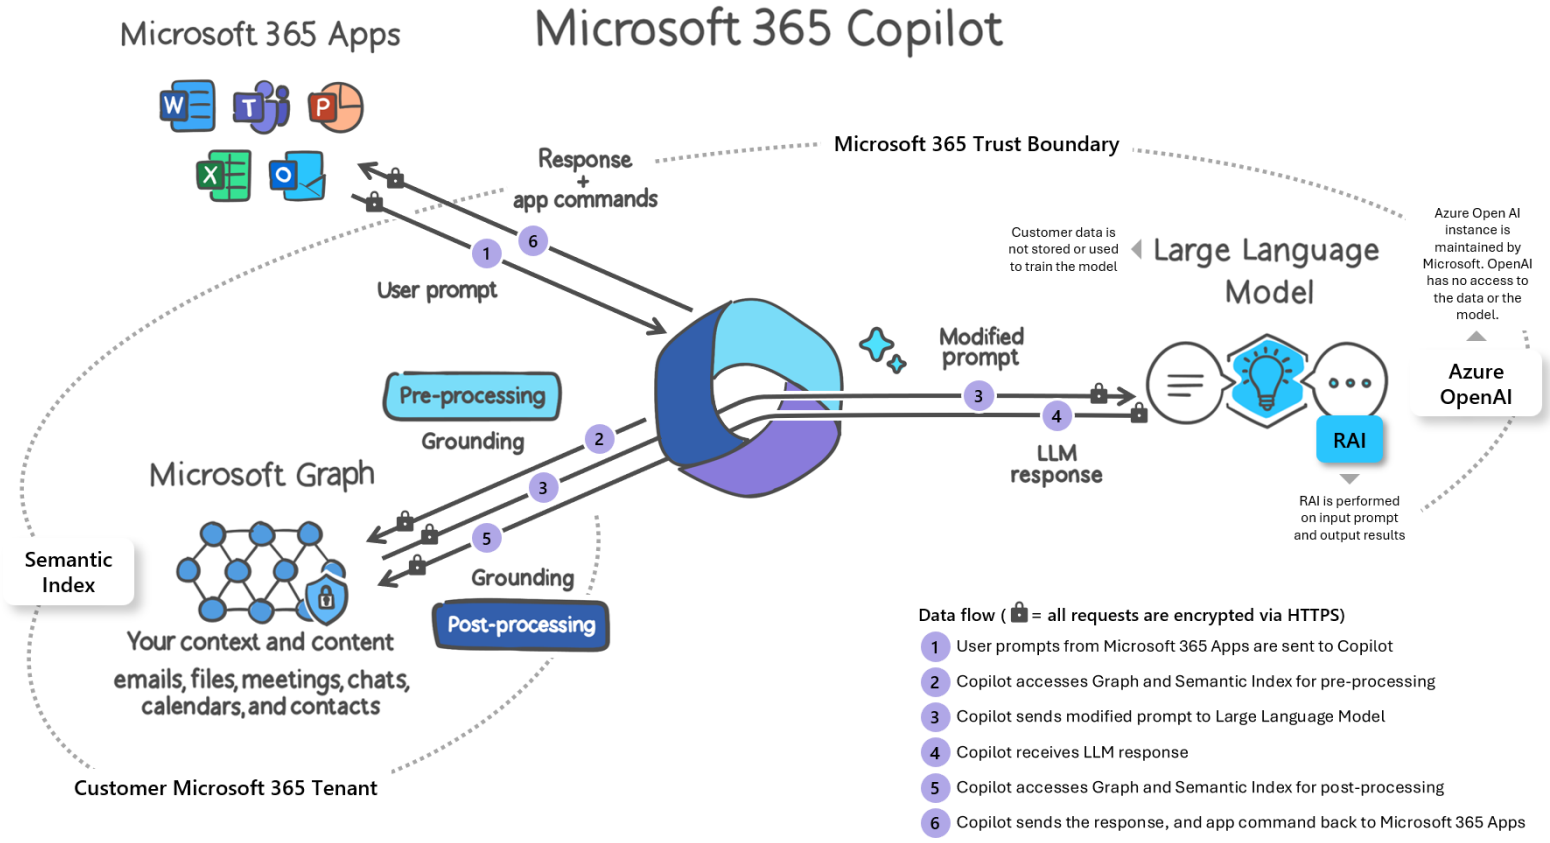 Microsoft 365 Apps
Microsoft 365 Copilot
W
T
P
X
O
Microsoft 365 Trust Boundary
Response
+
app commands
6
1
User prompt
Customer data is
not stored or used
to train the model
Large Language
Model
Azure Open AI
instance is
maintained by
Microsoft. OpenAI
has no access to
the data or the
model.
Azure
OpenAI
Modified
prompt
3
4
LLM
response
RAI
RAI is performed
on input prompt
and output results
Pre-processing
Grounding
2
3
5
Microsoft Graph
Semantic
Index
Grounding
Post-processing
Your context and content
emails, files, meetings, chats,
calendars, and contacts
Customer Microsoft 365 Tenant
Data flow ( = all requests are encrypted via HTTPS)
1 User prompts from Microsoft 365 Apps are sent to Copilot
2 Copilot accesses Graph and Semantic Index for pre-processing
3 Copilot sends modified prompt to Large Language Model
4 Copilot receives LLM response
5 Copilot accesses Graph and Semantic Index for post-processing
6 Copilot sends the response, and app command back to Microsoft 365 Apps